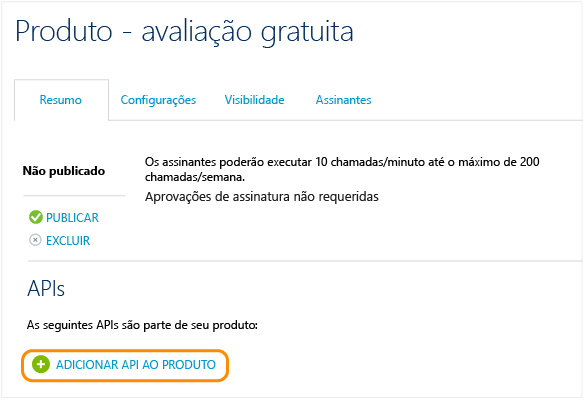 Produto - avaliação gratuita
Resumo Configurações Visibilidade Assinantes
Não publicado
Os assinantes poderão executar 10 chamadas/minuto até o máximo de 200
chamadas/semana.
Aprovações de assinatura não requeridas
PUBLICAR
EXCLUIR
APIs
As seguintes APIs são parte de seu produto:
ADICIONAR API AO PRODUTO